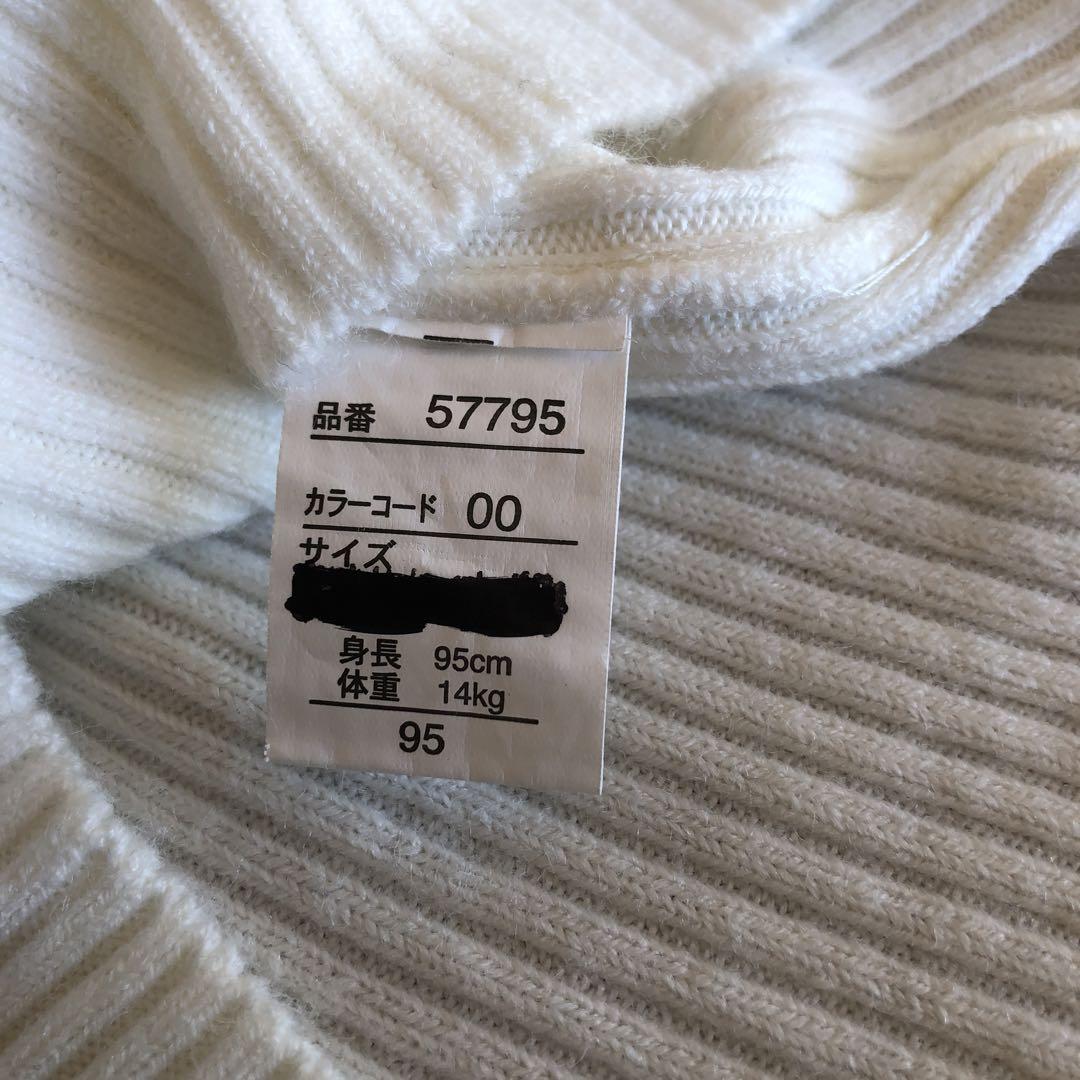 品番 57795
カラーコード 00
サイズ
身長 95cm
体重 14kg
95